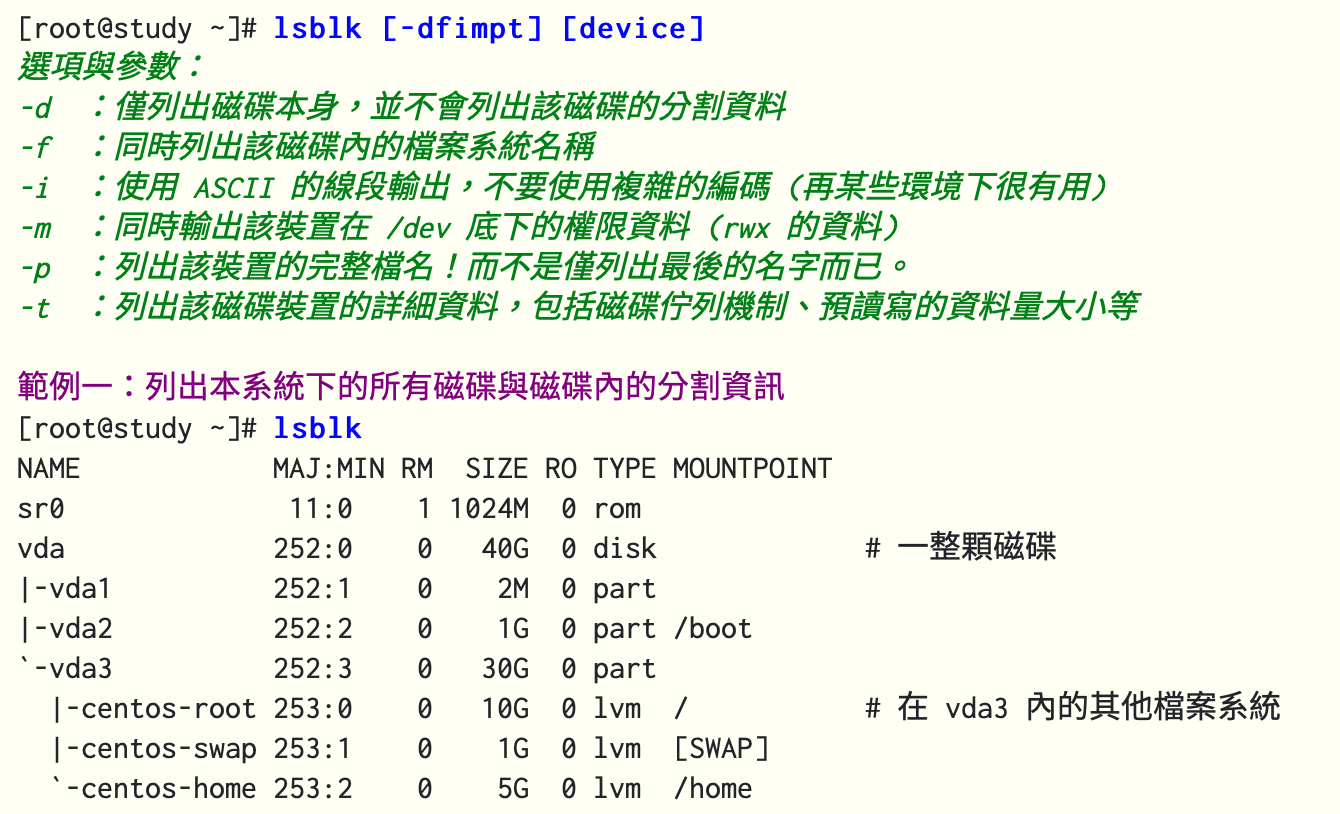 [root@study ~]# lsblk [-dfimpt] [device]
選項與參數：
-d  ：僅列出磁碟本身，並不會列出該磁碟的分割資料
-f  ：同時列出該磁碟內的檔案系統名稱
-i  ：使用 ASCII 的線段輸出，不要使用複雜的編碼 (再某些環境下很有用)
-m  ：同時輸出該裝置在 /dev 底下的權限資料 (rwx 的資料)
-p  ：列出該裝置的完整檔名！而不是僅列出最後的名字而已。
-t  ：列出該磁碟裝置的詳細資料，包括磁碟佇列機制、預讀寫的資料量大小等

範例一：列出本系統下的所有磁碟與磁碟內的分割資訊
[root@study ~]# lsblk
NAME            MAJ:MIN RM  SIZE RO TYPE MOUNTPOINT
sr0              11:0    1 1024M  0 rom
vda             252:0    0   40G  0 disk             # 一整顆磁碟
|-vda1          252:1    0    2M  0 part
|-vda2          252:2    0    1G  0 part /boot
`-vda3          252:3    0   30G  0 part
  |-centos-root 253:0    0   10G  0 lvm  /           # 在 vda3 內的其他檔案系統
  |-centos-swap 253:1    0    1G  0 lvm  [SWAP]
  `-centos-home 253:2    0    5G  0 lvm  /home